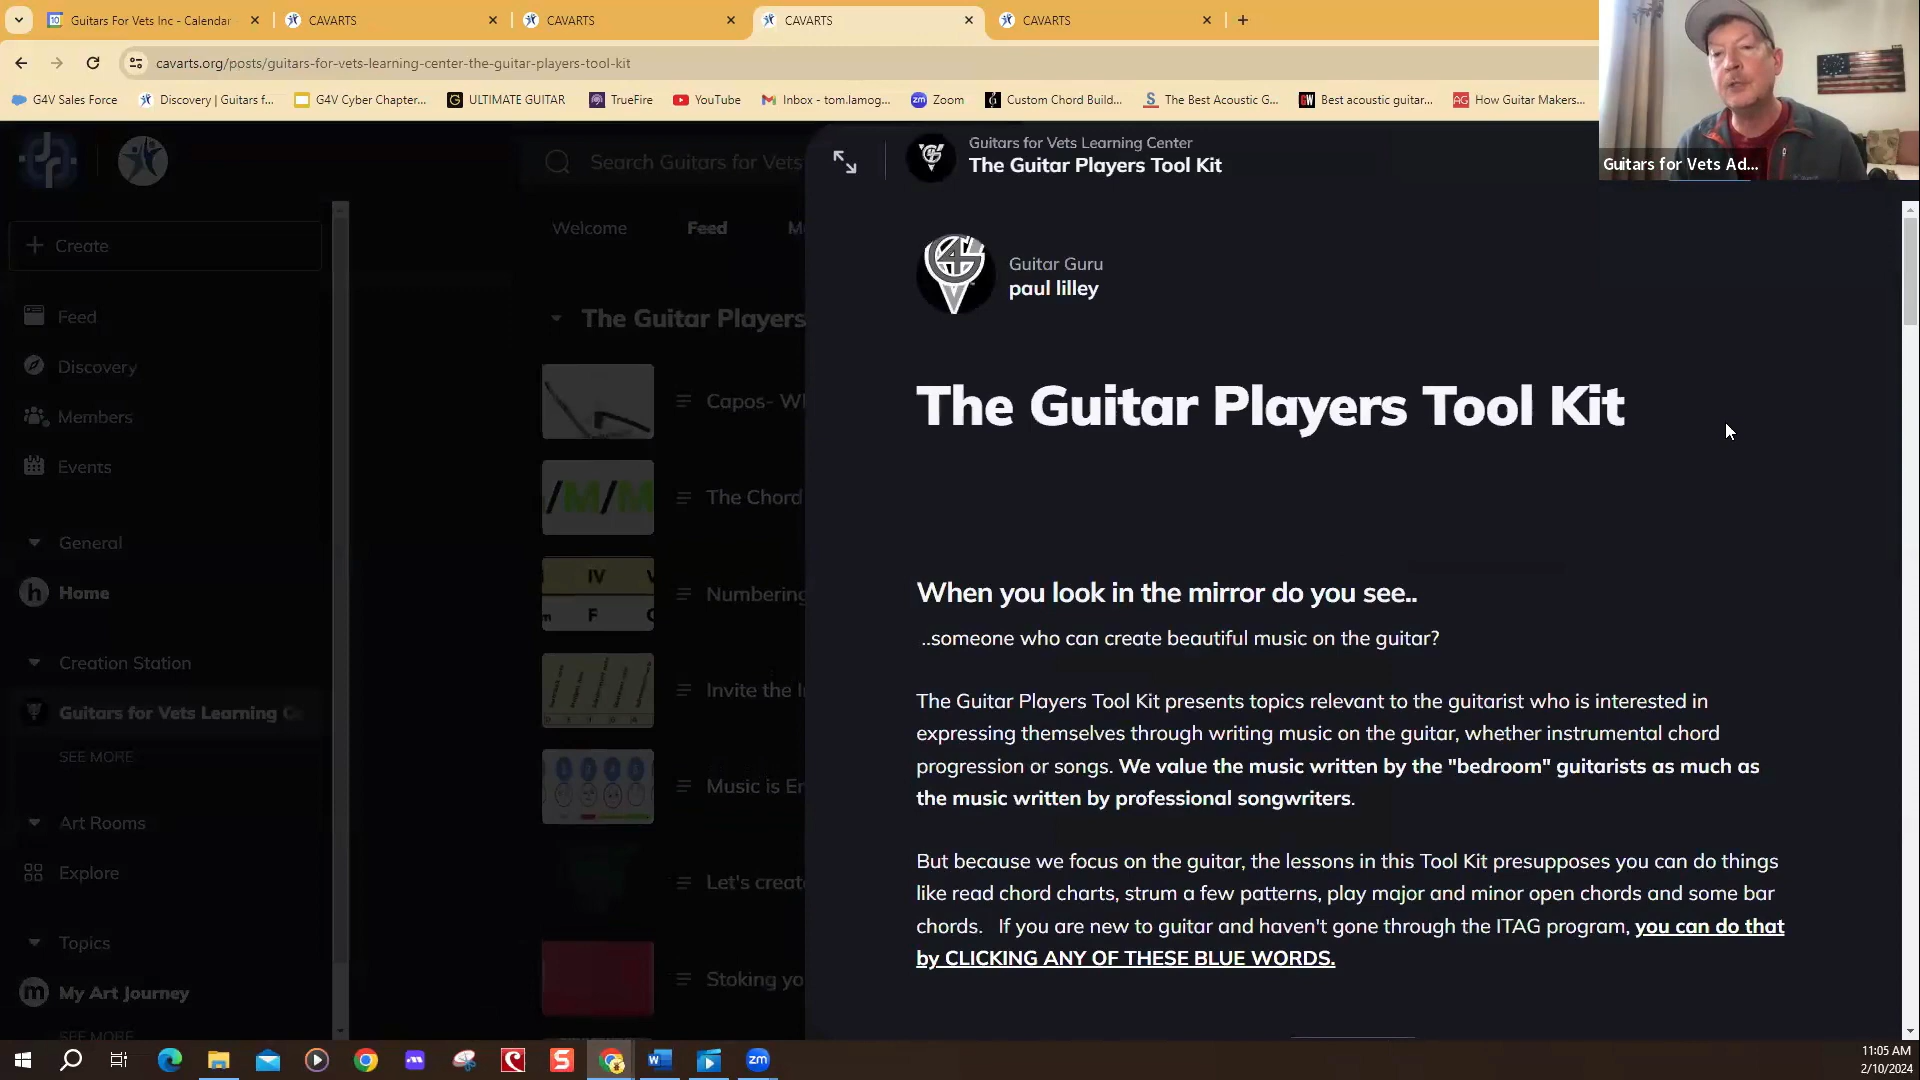 Guitars For Vets Inc - Calendar
CAVARTS
CAVARTS
CAVARTS
CAVARTS
cavarts.org/posts/guitars-for-vets-learning-center-the-guitar-players-tool-kit
G4V Sales Force
Discovery | Guitars f...
G4V Cyber Chapter...
ULTIMATE GUITAR
TrueFire
YouTube
Inbox - tom.lamog...
Zoom
Custom Chord Build...
The Best Acoustic G...
Best acoustic guitar...
How Guitar Makers...
Guitars for Vets Ad...
Search Guitars for Vets
Guitars for Vets Learning Center
The Guitar Players Tool Kit
Welcome
Feed
M
Create
Feed
Discovery
Members
Events
General
Home
Creation Station
Guitars for Vets Learning Ce
SEE MORE
Art Rooms
Explore
Topics
My Art Journey
SEE MORE
The Guitar Players
Capos- Wh
/M/M
The Chord
IV V
F
Numbering
Invite the I
Music is En
Let's create
Stoking yo
Guitar Guru
paul lilley
The Guitar Players Tool Kit
When you look in the mirror do you see..
..someone who can create beautiful music on the guitar?
The Guitar Players Tool Kit presents topics relevant to the guitarist who is interested in
expressing themselves through writing music on the guitar, whether instrumental chord
progression or songs. We value the music written by the "bedroom" guitarists as much as
the music written by professional songwriters.
But because we focus on the guitar, the lessons in this Tool Kit presupposes you can do things
like read chord charts, strum a few patterns, play major and minor open chords and some bar
chords. If you are new to guitar and haven't gone through the ITAG program, you can do that
by CLICKING ANY OF THESE BLUE WORDS.
11:05 AM
2/10/2024